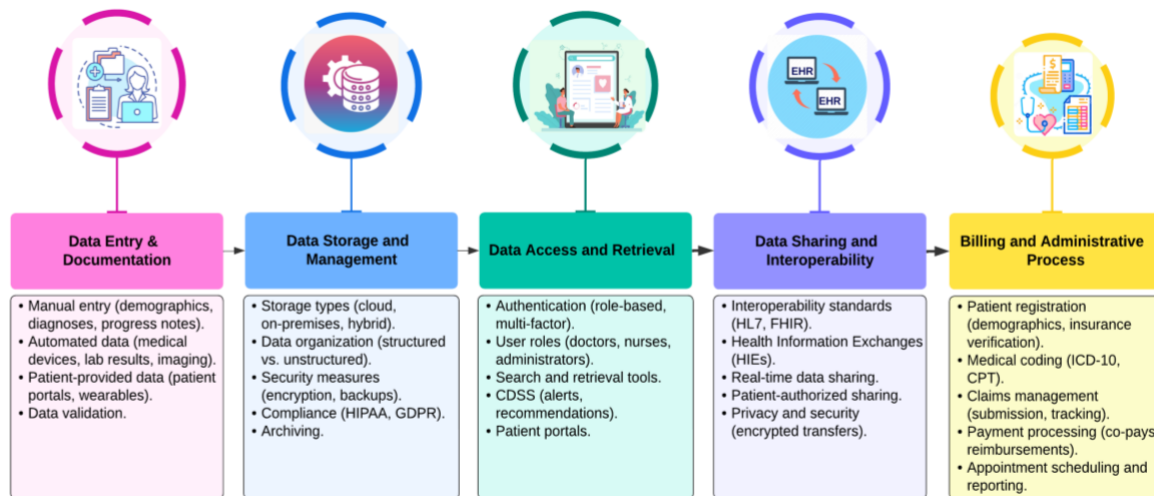 EHR
EHR
Data Entry &
Documentation
• Manual entry (demographics,
diagnoses, progress notes).
• Automated data (medical
devices, lab results, imaging).
• Patient-provided data (patient
portals, wearables).
• Data validation.
Data Storage and
Management
• Storage types (cloud,
on-premises, hybrid).
• Data organization (structured
vs. unstructured).
• Security measures
(encryption, backups).
• Compliance (HIPAA, GDPR).
• Archiving.
Data Access and Retrieval
• Authentication (role-based,
multi-factor).
• User roles (doctors, nurses,
administrators).
• Search and retrieval tools.
• CDSS (alerts,
recommendations).
• Patient portals.
Data Sharing and
Interoperability
• Interoperability standards
(HL7, FHIR).
• Health Information Exchanges
(HIEs).
• Real-time data sharing.
• Patient-authorized sharing.
• Privacy and security
(encrypted transfers).
Billing and Administrative
Process
• Patient registration
(demographics, insurance
verification).
• Medical coding (ICD-10,
CPT).
• Claims management
(submission, tracking).
• Payment processing (co-pays
reimbursements).
• Appointment scheduling and
reporting.